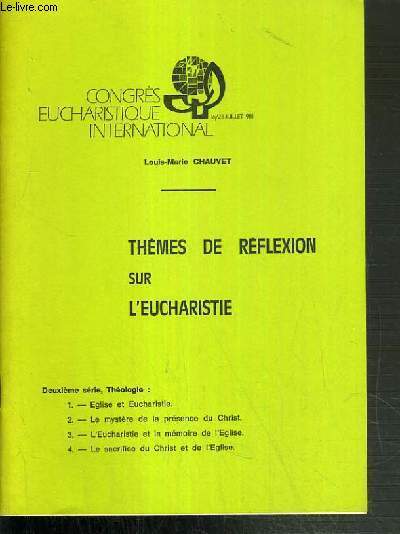 Le-livre.com
CONGRÈS
EUCHARISTIQUE
INTERNATIONAL
JUILLET 1981
Louis-Marie CHAUVET
THÈMES DE RÉFLEXION
SUR
L'EUCHARISTIE
Deuxième série, Théologie :
1. — Eglise et Eucharistie.
2. — Le mystère de la présence du Christ.
3. — L'Eucharistie et la mémoire de l'Eglise.
4. — Le sacrifice du Christ et de l'Eglise.